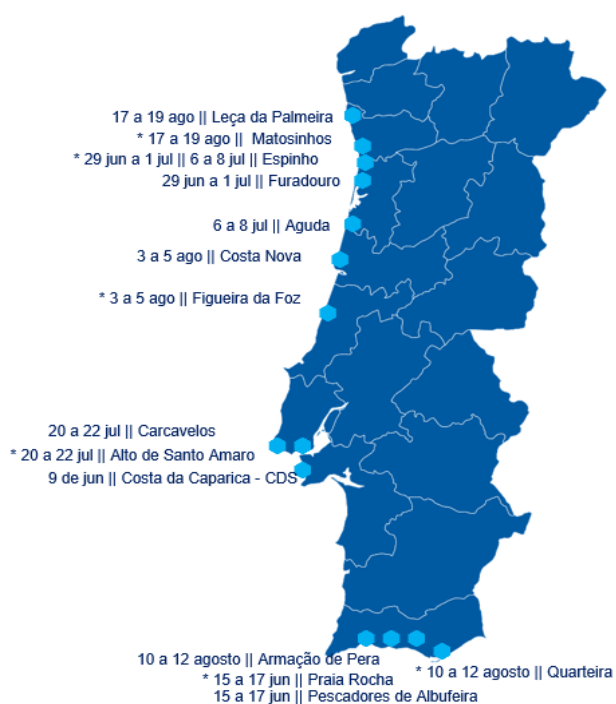 17 a 19 ago || Leça da Palmeira
* 17 a 19 ago || Matosinhos
* 29 jun a 1 jul || 6 a 8 jul || Espinho
29 jun a 1 jul || Furadouro
6 a 8 jul || Aguda
3 a 5 ago || Costa Nova
* 3 a 5 ago || Figueira da Foz
20 a 22 jul || Carcavelos
* 20 a 22 jul || Alto de Santo Amaro
9 de jun || Costa da Caparica - CDS
10 a 12 agosto || Armação de Pera
* 10 a 12 agosto || Quarteira
* 15 a 17 jun || Praia Rocha
15 a 17 jun || Pescadores de Albufeira